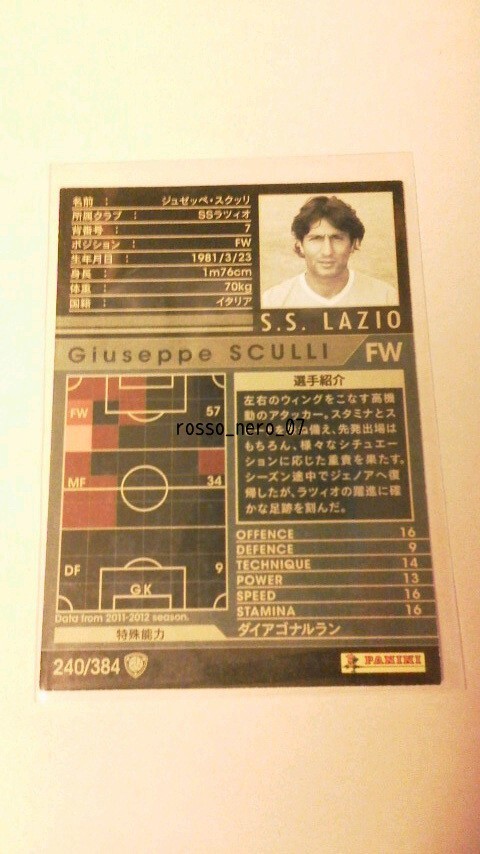 名前 : ジュゼッペ・スクッリ
所属クラブ : SSラツィオ
背番号 : 7
ポジション : FW
生年月日 : 1981/3/23
身長 : 1m76cm
体重 : 70kg
国籍 : イタリア
S.S. LAZIO
Giuseppe SCULLI FW
FW 57
MF 34
DF 9
GK
Data from 2011-2012 season.
選手紹介
左右のウィングをこなす高機
動のアタッカー。スタミナとス
備え、先発出場は
もちろん、様々なシチュエー
ションに応じた重責を果たす。
シーズン途中でジェノアへ復
帰したが、ラツィオの躍進に確
かな足跡を刻んだ。
rosso_nero_07
OFFENCE 16
DEFENCE 9
TECHNIQUE 14
POWER 13
SPEED 16
STAMINA 16
特殊能力 ダイアゴナルラン
240/384
PANINI